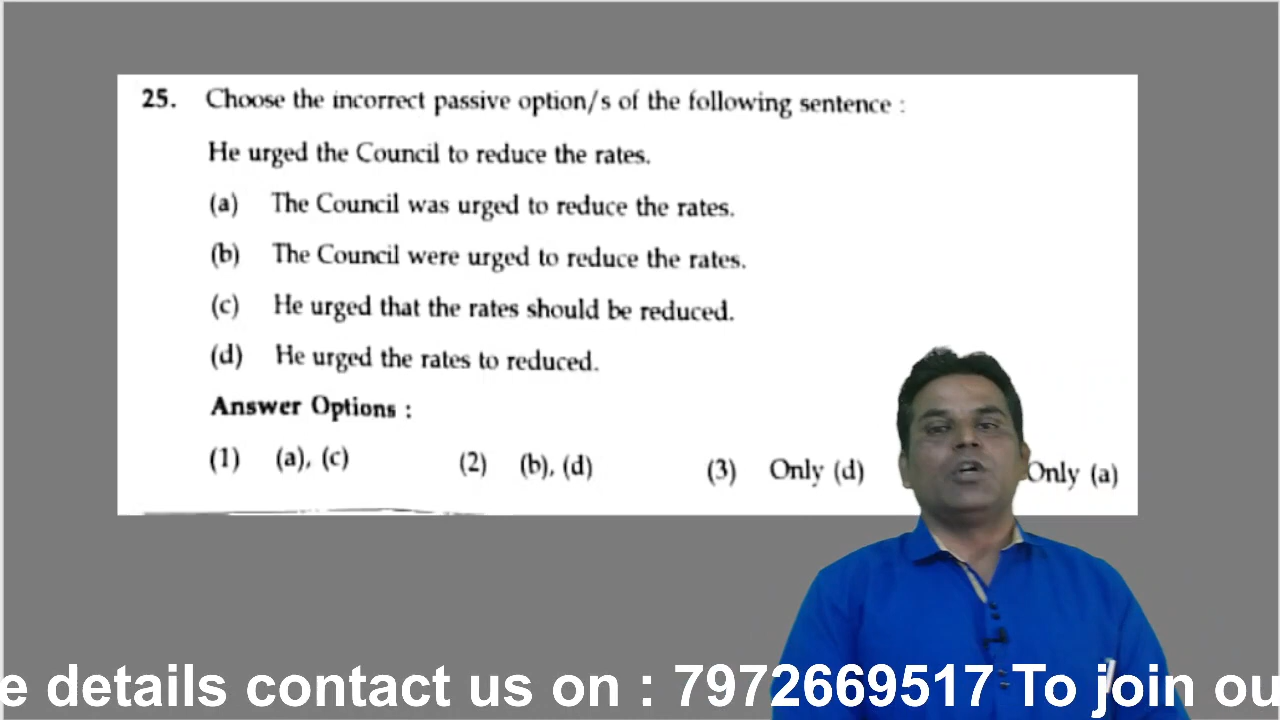 25. Choose the incorrect passive option/s of the following sentence :
He urged the Council to reduce the rates.
(a) The Council was urged to reduce the rates.
(b) The Council were urged to reduce the rates.
(c) He urged that the rates should be reduced.
(d) He urged the rates to reduced.
Answer Options :
(1) (a), (c) (2) (b), (d) (3) Only (d) Only (a)
e details contact us on : 7972669517 To join ou